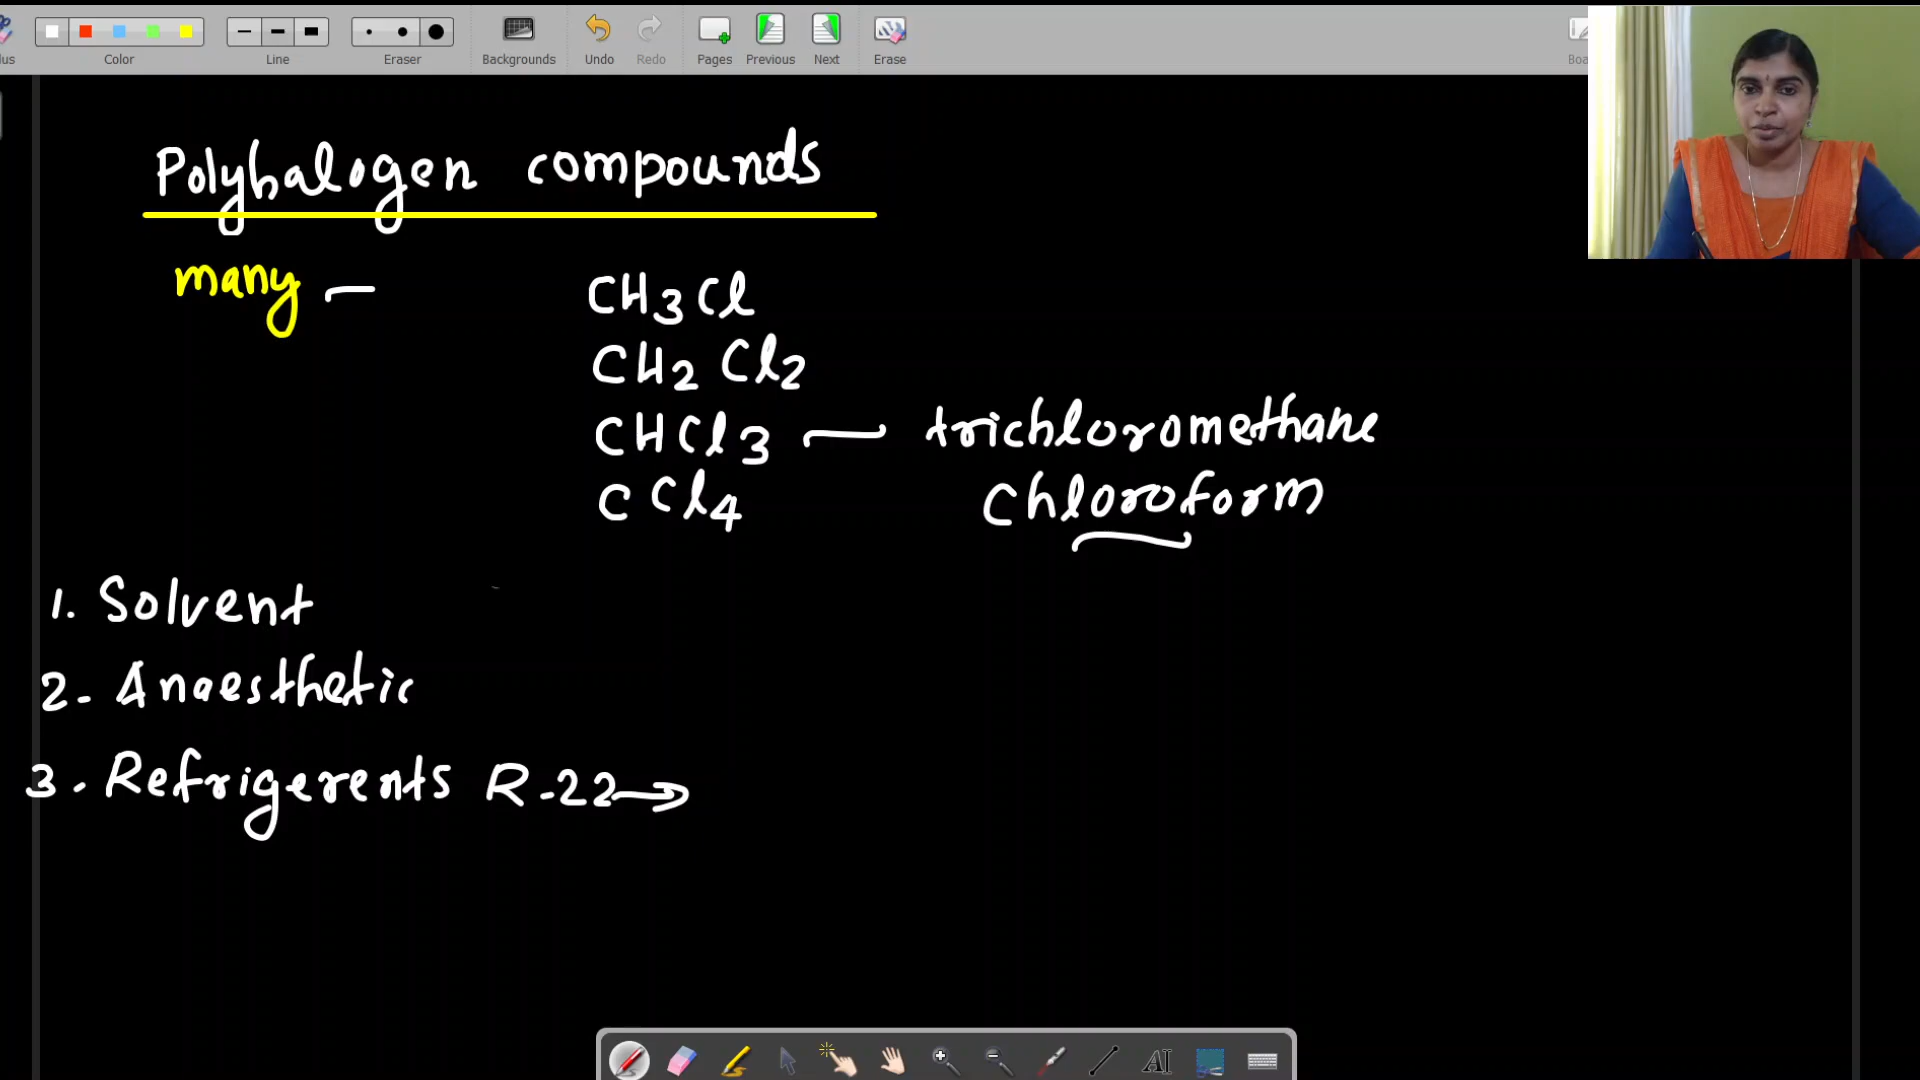 Color
Line
Eraser
Backgrounds
Undo
Redo
Pages
Previous
Next
Erase
Polyhalogen compounds
many —
CH3Cl
CH2Cl2
CHCl3 — trichloromethane
CCl4 Chloroform
1. Solvent
2. Anaesthetic
3. Refrigerents R-22→
AI